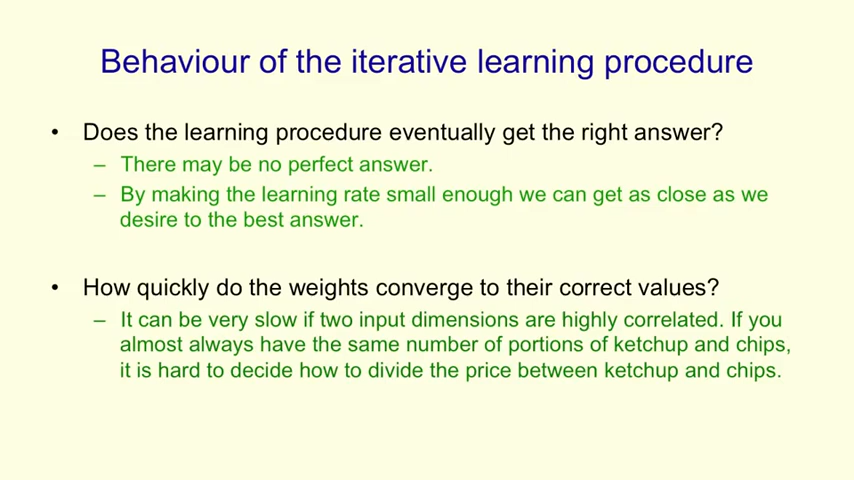 Behaviour of the iterative learning procedure
• Does the learning procedure eventually get the right answer?
– There may be no perfect answer.
– By making the learning rate small enough we can get as close as we
desire to the best answer.
• How quickly do the weights converge to their correct values?
– It can be very slow if two input dimensions are highly correlated. If you
almost always have the same number of portions of ketchup and chips,
it is hard to decide how to divide the price between ketchup and chips.